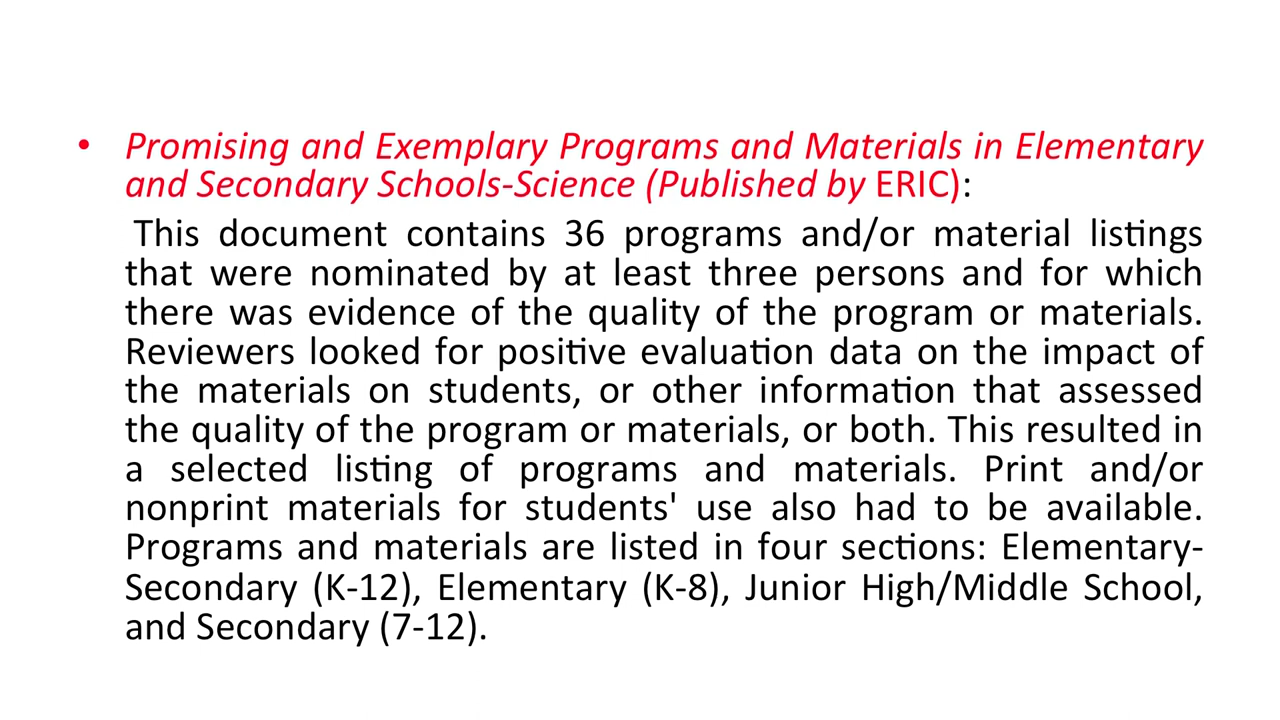 • Promising and Exemplary Programs and Materials in Elementary
and Secondary Schools-Science (Published by ERIC):
This document contains 36 programs and/or material listings
that were nominated by at least three persons and for which
there was evidence of the quality of the program or materials.
Reviewers looked for positive evaluation data on the impact of
the materials on students, or other information that assessed
the quality of the program or materials, or both. This resulted in
a selected listing of programs and materials. Print and/or
nonprint materials for students' use also had to be available.
Programs and materials are listed in four sections: Elementary-
Secondary (K-12), Elementary (K-8), Junior High/Middle School,
and Secondary (7-12).